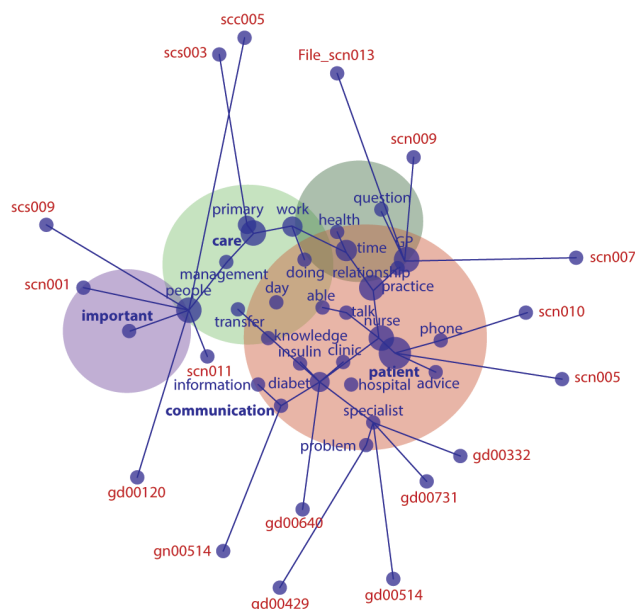 scc005
scs003
File_scn013
scn009
question
scs009
primary
work
health
GP
care
time
scn007
management
doing
relationship
scn001
people
day
able
practice
important
transfer
talk
scn010
knowledge
nurse
phone
insulin
clinic
scn011
patient
information
diabet
hospital
advice
scn005
communication
specialist
problem
gd00332
gd00120
gd00731
gd00640
gn00514
gd00429
gd00514